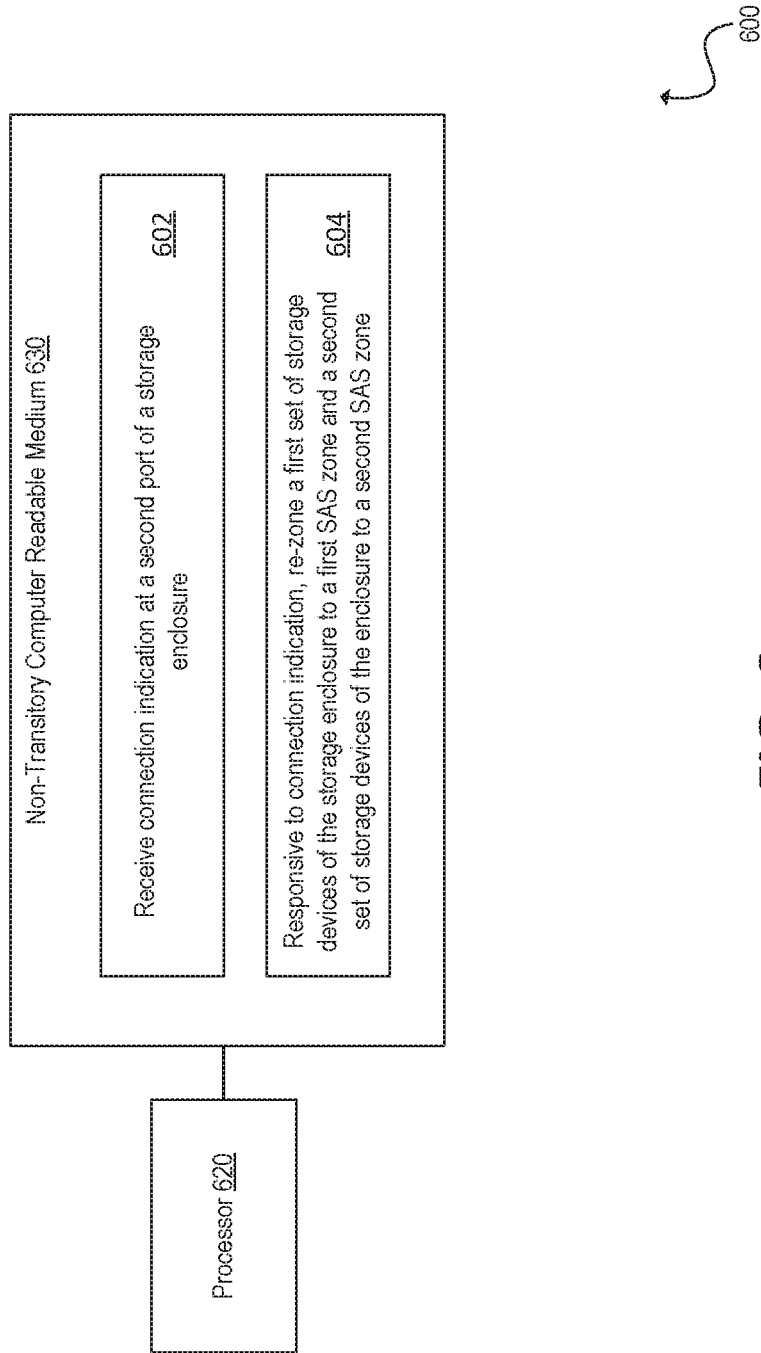 Non-Transitory Computer Readable Medium 630
Receive connection indication at a second port of a storage
enclosure
602
Responsive to connection indication, re-zone a first set of storage
devices of the storage enclosure to a first SAS zone and a second
set of storage devices of the enclosure to a second SAS zone
604
Processor 620
600